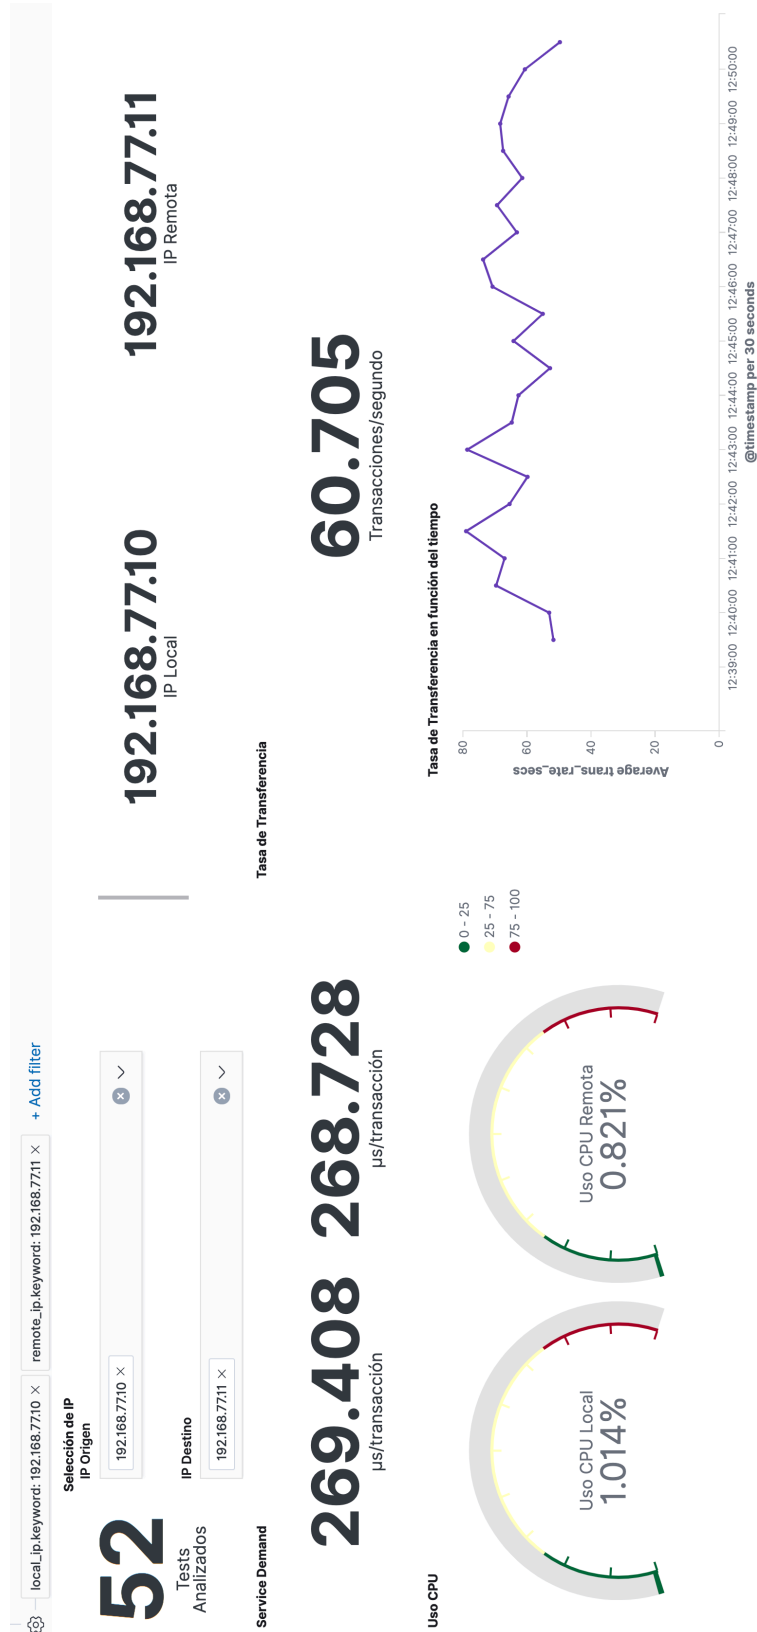 local_ip.keyword: 192.168.77.10 ×
remote_ip.keyword: 192.168.77.11 ×
+ Add filter
52
Tests
Analizados
Selección de IP
IP Origen
192.168.77.10 ×
IP Destino
192.168.77.11 ×
192.168.77.10
IP Local
192.168.77.11
IP Remota
Service Demand
269.408
µs/transacción
268.728
µs/transacción
Tasa de Transferencia
60.705
Transacciones/segundo
Uso CPU
Uso CPU Local
1.014%
Uso CPU Remota
0.821%
0 - 25
25 - 75
75 - 100
Tasa de Transferencia en función del tiempo
Average trans_rate_secs
80
60
40
20
0
12:39:00 12:40:00 12:41:00 12:42:00 12:43:00 12:44:00 12:45:00 12:46:00 12:47:00 12:48:00 12:49:00 12:50:00
@timestamp per 30 seconds